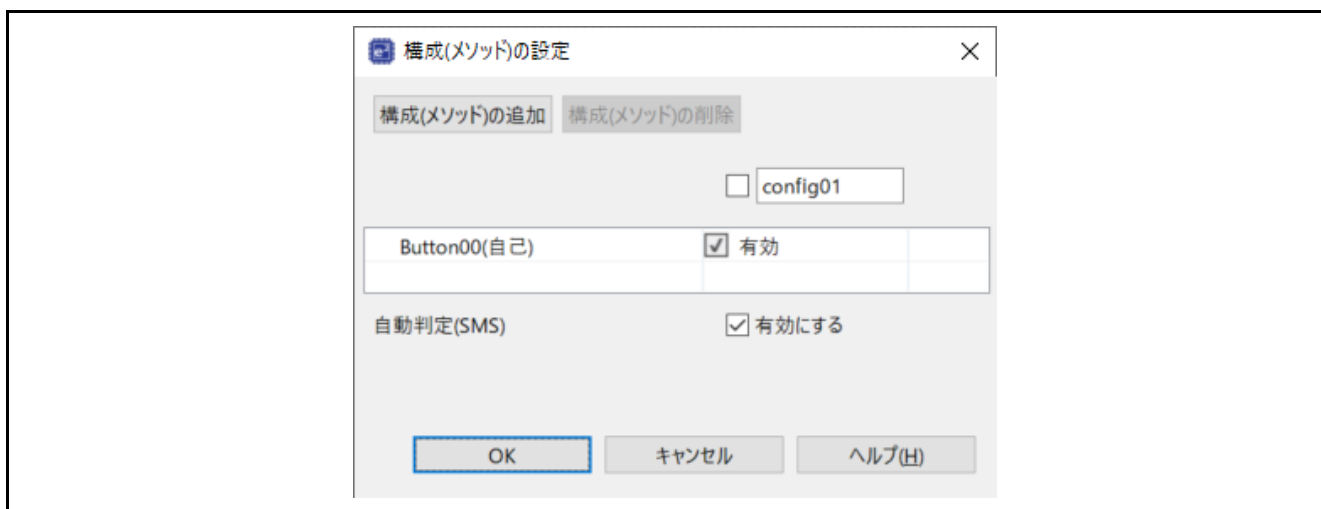 構成(メソッド)の設定
構成(メソッド)の追加 構成(メソッド)の削除
config01
Button00(自己) 有効
自動判定(SMS) 有効にする
OK キャンセル ヘルプ(H)